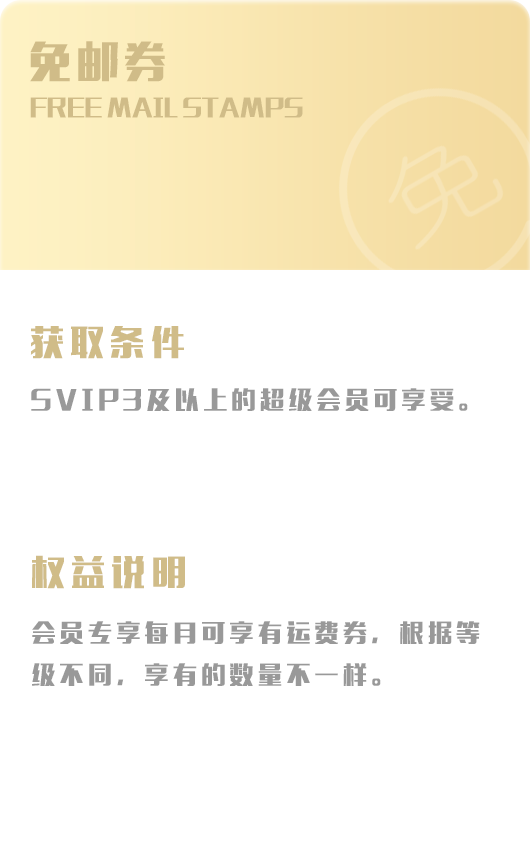 免邮券
FREE MAIL STAMPS
免
获取条件
SVIP3及以上的超级会员可享受。
权益说明
会员专享每月可享有运费券，根据等
级不同，享有的数量不一样。